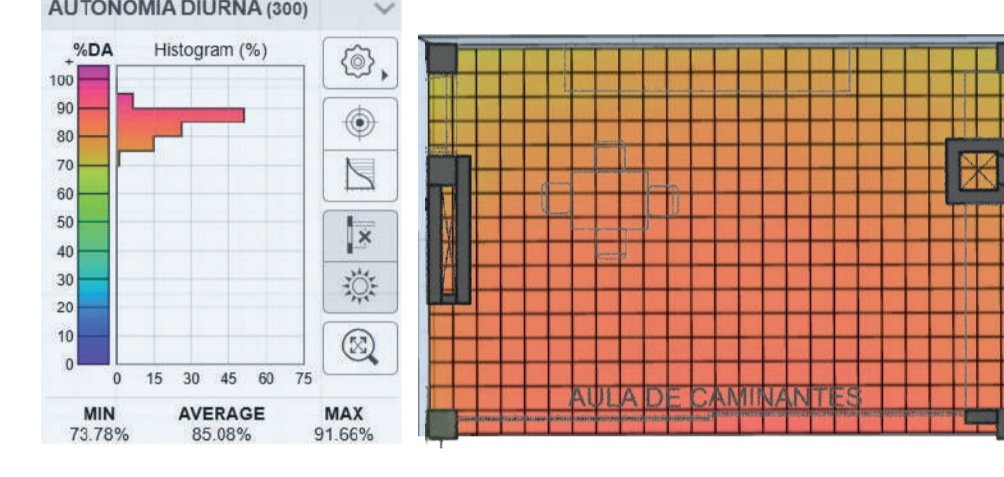 AUTONOMIA DIURNA (300)
%DA
Histogram (%)
+
100
90
80
70
60
50
40
30
20
10
0
0 15 30 45 60 75
MIN AVERAGE MAX
73.78% 85.08% 91.66%
AULA DE CAMINANTES